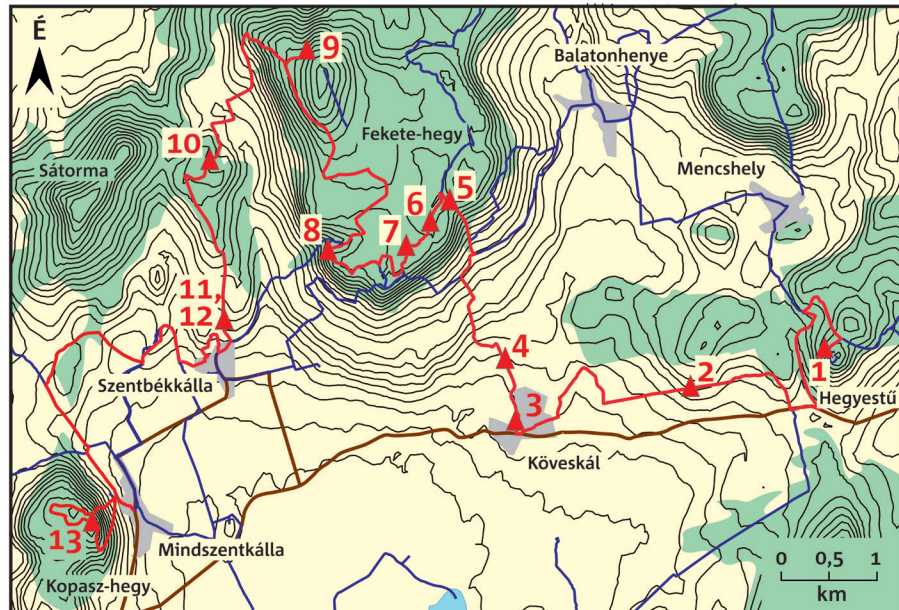 É
9
Balatonhenye
Fekete-hegy
10
Sátorma
Mencshely
5
6
7
8
11,
12
4
1
2
Szentbékkálla
Hegyestű
3
Köveskál
13
Mindszentkálla
0 0,5 1
km
Kopasz-hegy